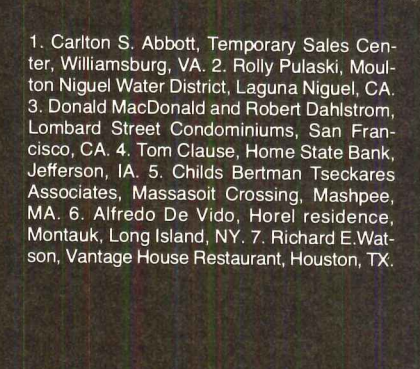 1. Carlton S. Abbott, Temporary Sales Cen-
ter, Williamsburg, VA. 2. Rolly Pulaski, Moul-
ton Niguel Water District, Laguna Niguel, CA.
3. Donald MacDonald and Robert Dahlstrom,
Lombard Street Condominiums, San Fran-
cisco, CA. 4. Tom Clause, Home State Bank,
Jefferson, IA. 5. Childs Bertman Tseckares
Associates, Massasoit Crossing, Mashpee,
MA. 6. Alfredo De Vido, Horel residence,
Montauk, Long Island, NY. 7. Richard E.Wat-
son, Vantage House Restaurant, Houston, TX.